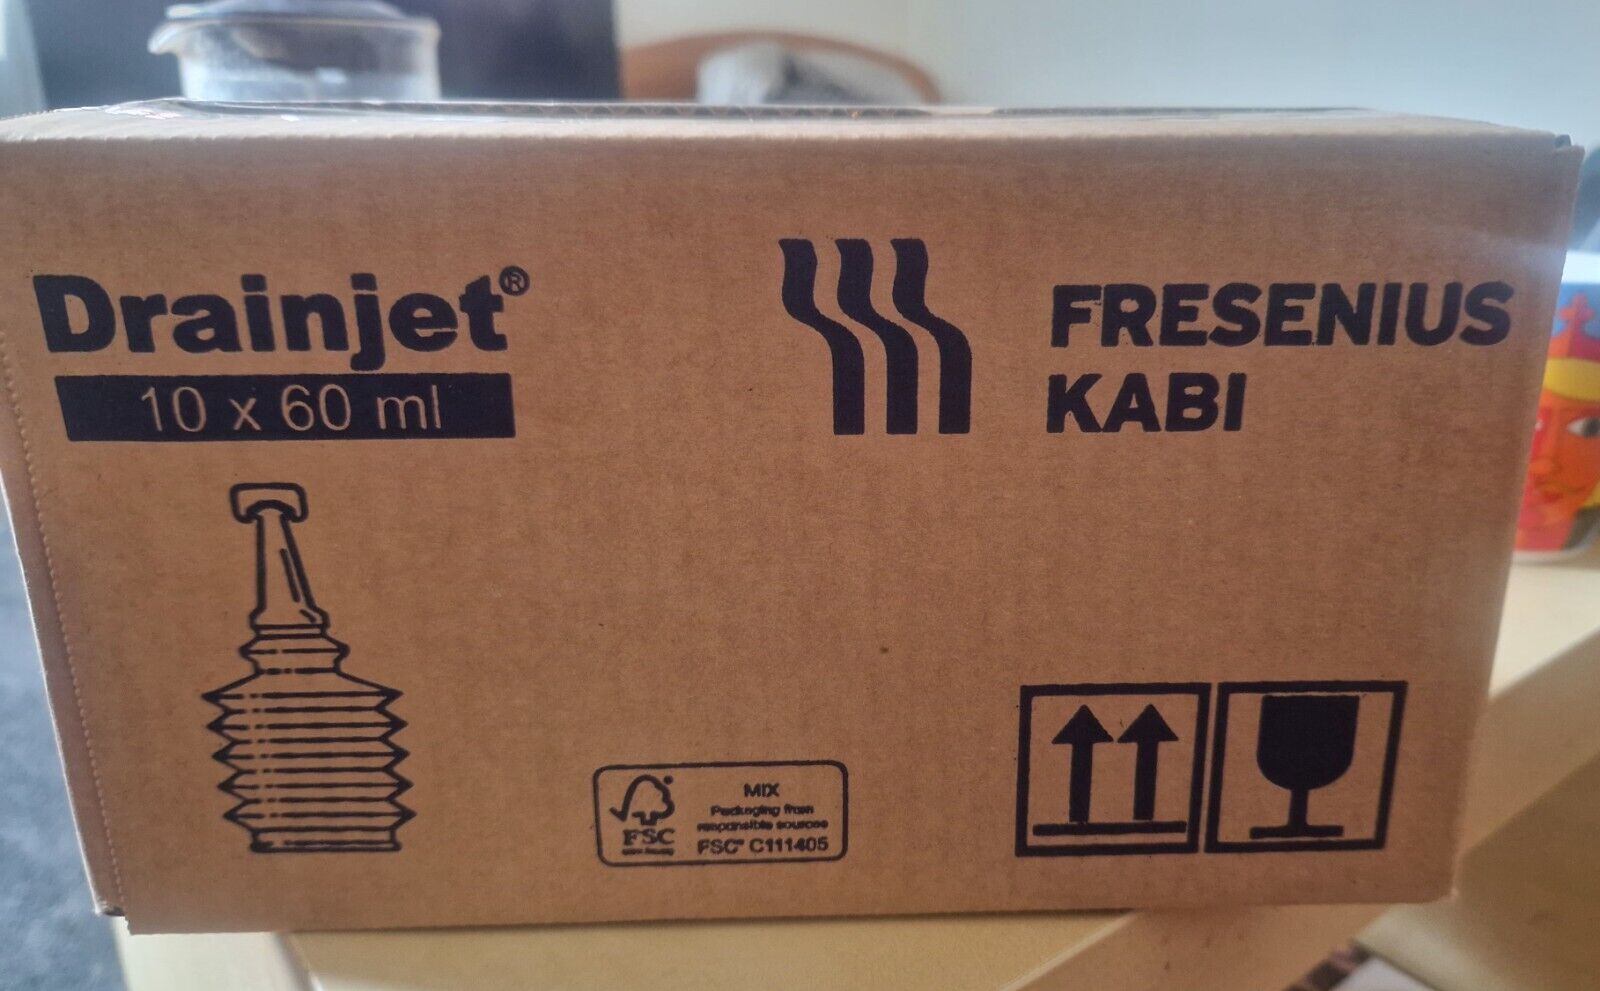 Drainjet®
10 x 60 ml
FRESENIUS
KABI
MIX
Packaging from
responsible sources
FSC® C111405
FSC